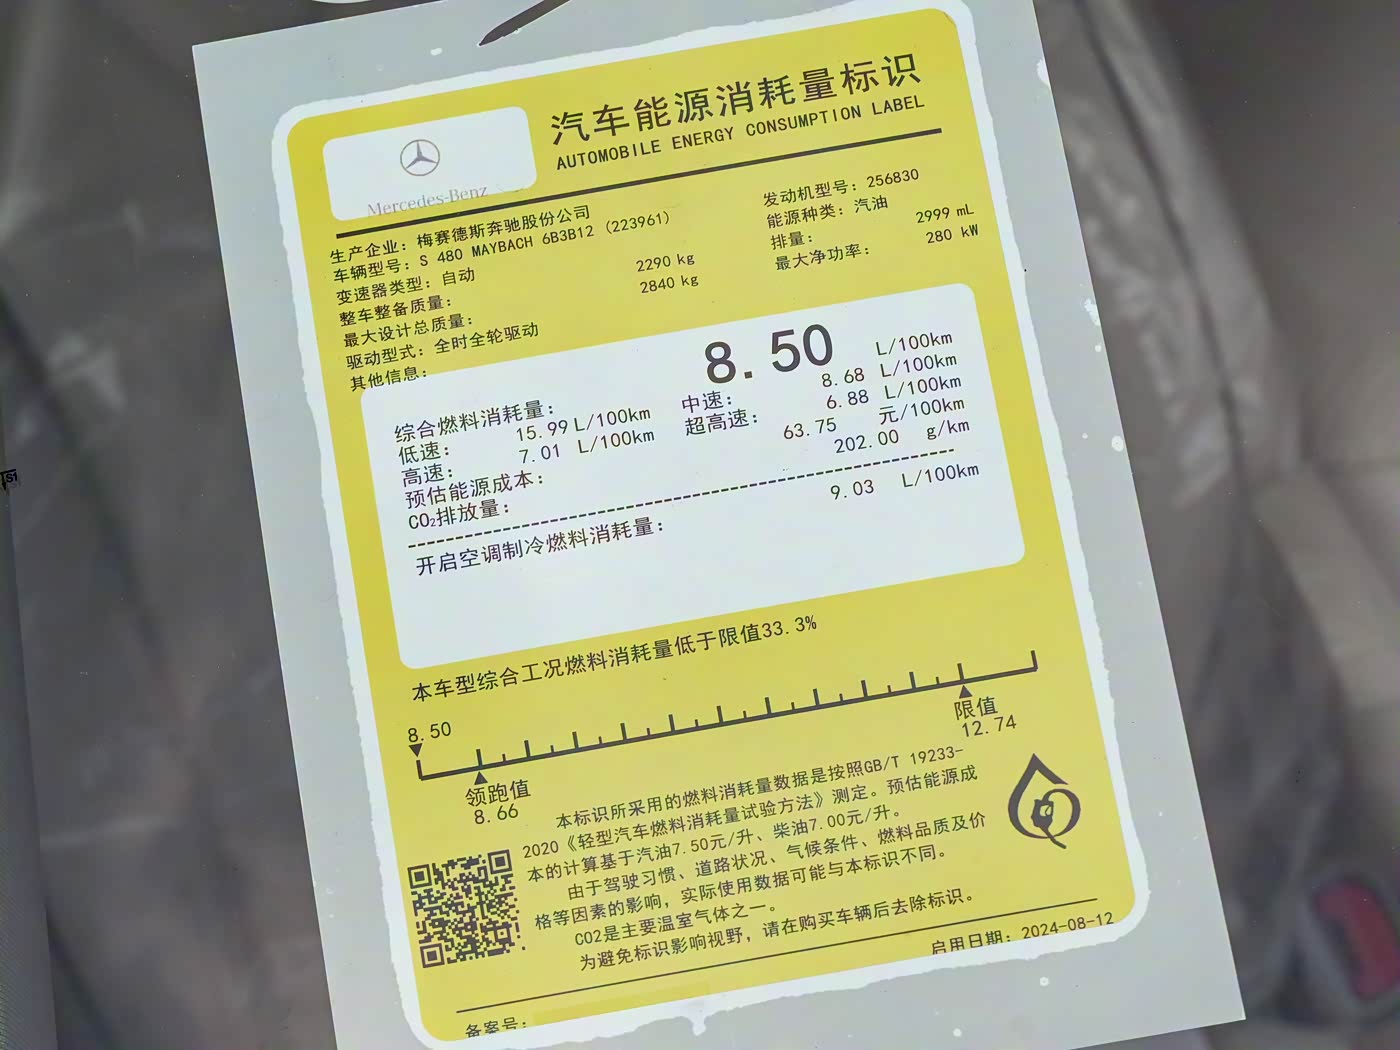 汽车能源消耗量标识
AUTOMOBILE ENERGY CONSUMPTION LABEL
Mercedes-Benz
生产企业：梅赛德斯奔驰股份公司
车辆型号：S 480 MAYBACH 6B3B12 (223961)
变速器类型：自动
整车整备质量： 2290 kg
最大设计总质量： 2840 kg
驱动型式：全时全轮驱动
其他信息：
发动机型号：256830
能源种类：汽油
排量： 2999 mL
最大净功率： 280 kW
综合燃料消耗量： 8.50 L/100km
低速： 15.99 L/100km 中速： 8.68 L/100km
高速： 7.01 L/100km 超高速： 6.88 L/100km
预估能源成本： 63.75 元/100km
CO₂排放量： 202.00 g/km
开启空调制冷燃料消耗量： 9.03 L/100km
本车型综合工况燃料消耗量低于限值33.3%
8.50
领跑值
8.66
限值
12.74
本标识所采用的燃料消耗量数据是按照GB/T 19233-
2020《轻型汽车燃料消耗量试验方法》测定。预估能源成
本的计算基于汽油7.50元/升、柴油7.00元/升。
由于驾驶习惯、道路状况、气候条件、燃料品质及价
格等因素的影响，实际使用数据可能与本标识不同。
CO2是主要温室气体之一。
为避免标识影响视野，请在购买车辆后去除标识。
启用日期：2024-08-12
备案号：